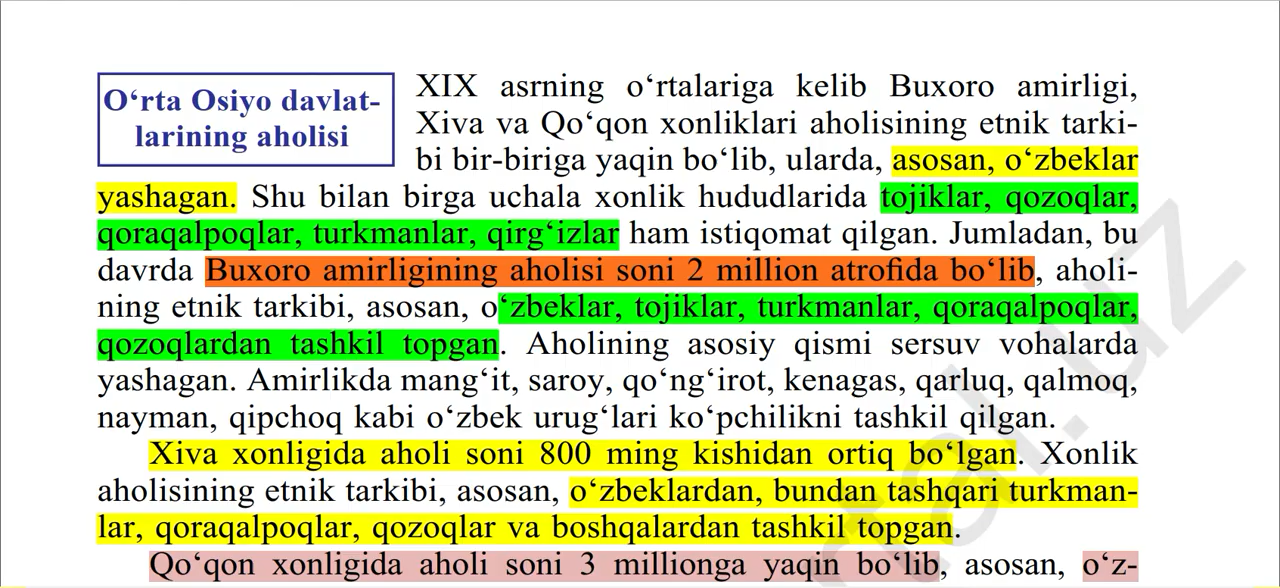 O‘rta Osiyo davlat-
larining aholisi
XIX asrning o‘rtalariga kelib Buxoro amirligi,
Xiva va Qo‘qon xonliklari aholisining etnik tarki-
bi bir-biriga yaqin bo‘lib, ularda, asosan, o‘zbeklar
yashagan. Shu bilan birga uchala xonlik hududlarida tojiklar, qozoqlar,
qoraqalpoqlar, turkmanlar, qirg‘izlar ham istiqomat qilgan. Jumladan, bu
davrda Buxoro amirligining aholisi soni 2 million atrofida bo‘lib, aholi-
ning etnik tarkibi, asosan, o‘zbeklar, tojiklar, turkmanlar, qoraqalpoqlar,
qozoqlardan tashkil topgan. Aholining asosiy qismi sersuv vohalarda
yashagan. Amirlikda mang‘it, saroy, qo‘ng‘irot, kenagas, qarluq, qalmoq,
nayman, qipchoq kabi o‘zbek urug‘lari ko‘pchilikni tashkil qilgan.
Xiva xonligida aholi soni 800 ming kishidan ortiq bo‘lgan. Xonlik
aholisining etnik tarkibi, asosan, o‘zbeklardan, bundan tashqari turkman-
lar, qoraqalpoqlar, qozoqlar va boshqalardan tashkil topgan.
Qo‘qon xonligida aholi soni 3 millionga yaqin bo‘lib, asosan, o‘z-